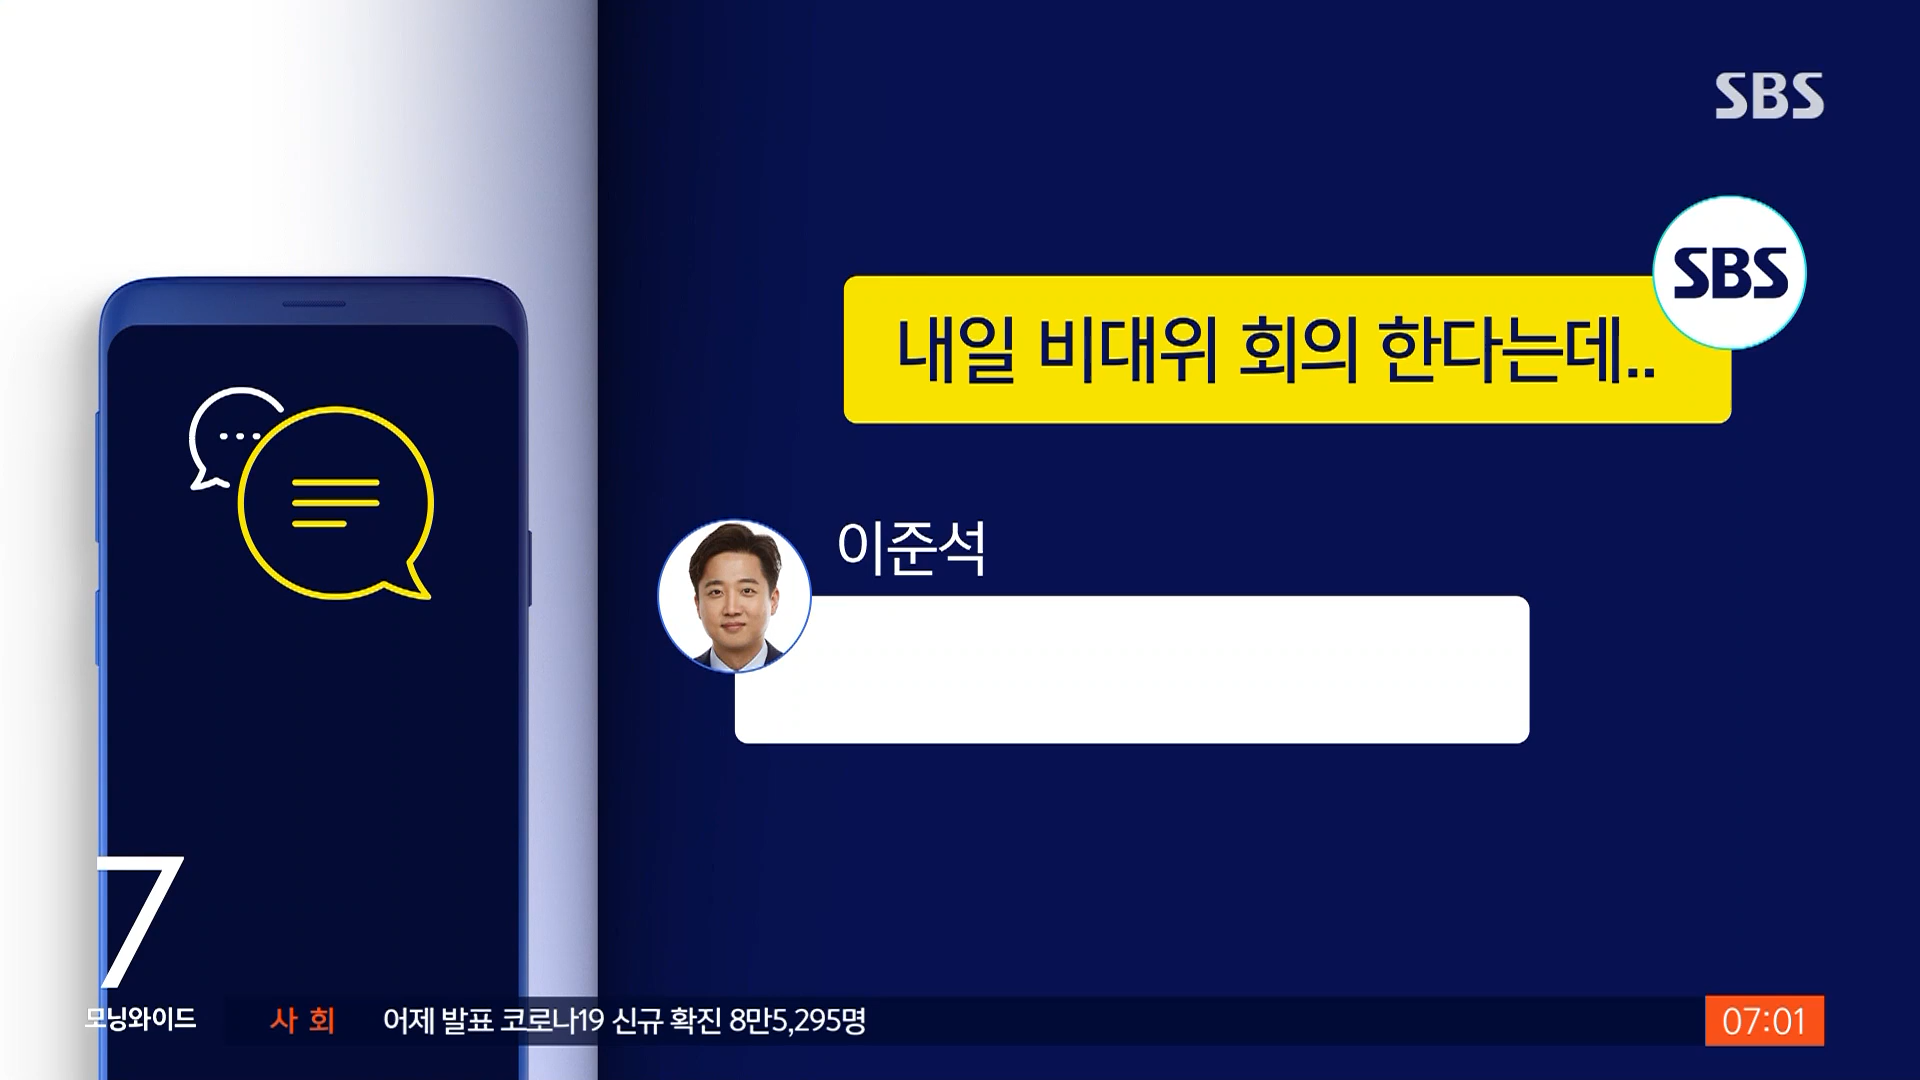 SBS
SBS
내일 비대위 회의 한다는데..
이준석
7
모닝와이드
사회
어제 발표 코로나19 신규 확진 8만5,295명
07:01